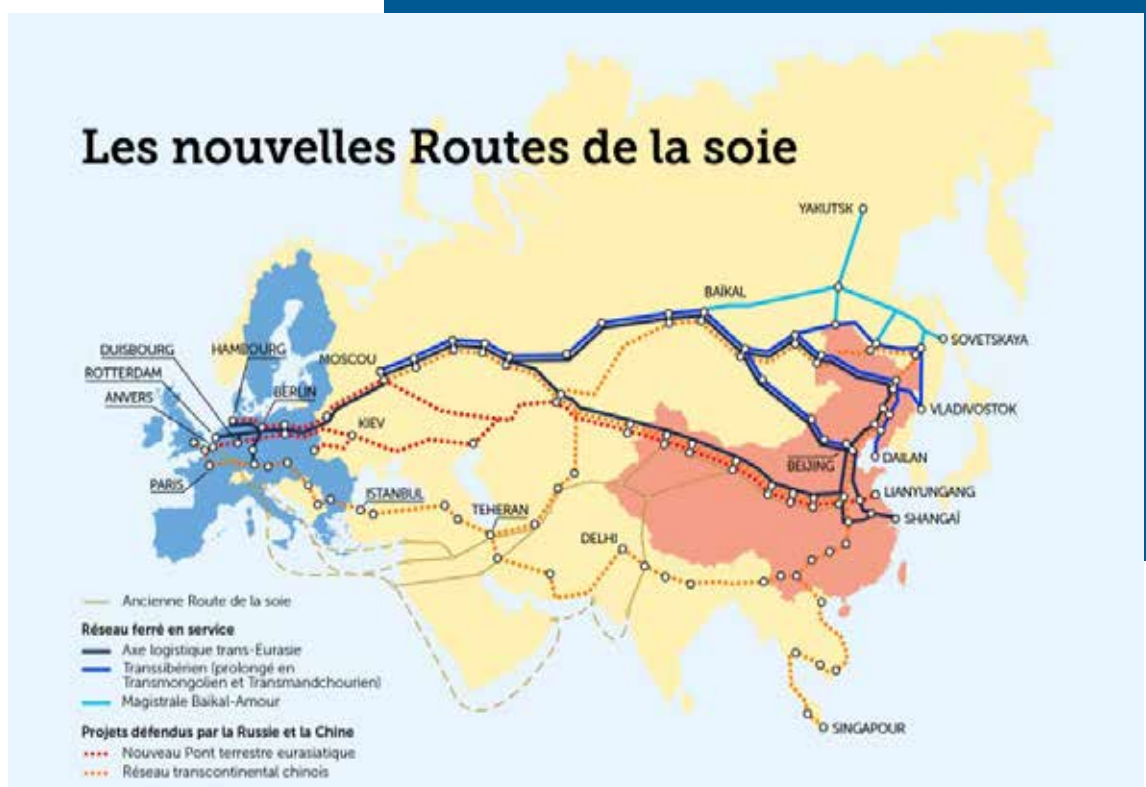 Les nouvelles Routes de la soie
YAKUTSK
BAÏKAL
SOVETSKAYA
DUISBOURG
HAMBOURG
MOSCOU
ROTTERDAM
BERLIN
ANVERS
VLADIVOSTOK
KIEV
DAILAN
BEIJING
PARIS
LIANYUNGANG
ISTANBUL
TEHERAN
SHANGAÏ
DELHI
SINGAPOUR
Ancienne Route de la soie
Réseau ferré en service
Axe logistique trans-Eurasie
Transsibérien (prolongé en
Transmongolien et Transmandchourien)
Magistrale Baïkal-Amour
Projets défendus par la Russie et la Chine
Nouveau Pont terrestre eurasiatique
Réseau transcontinental chinois